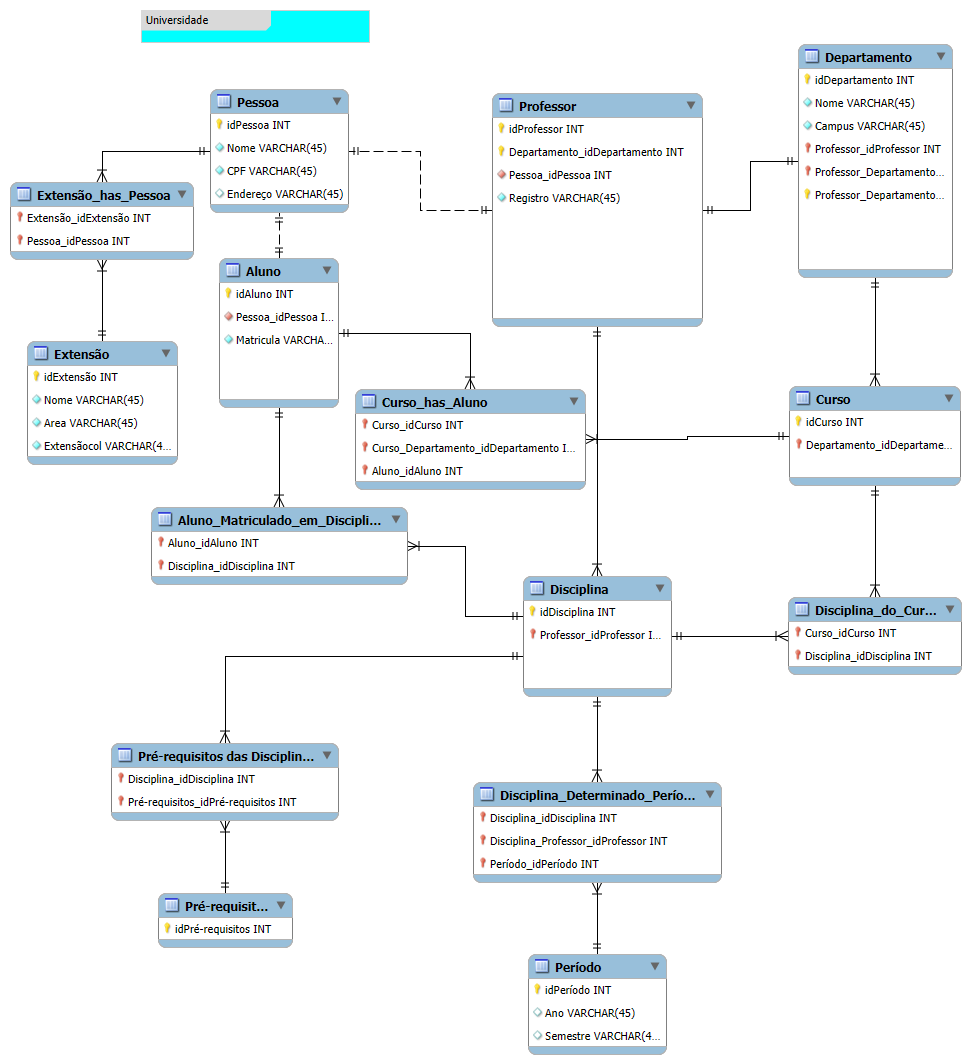 Universidade
Pessoa
idPessoa INT
Nome VARCHAR(45)
CPF VARCHAR(45)
Endereço VARCHAR(45)
Professor
idProfessor INT
Departamento_idDepartamento INT
Pessoa_idPessoa INT
Registro VARCHAR(45)
Departamento
idDepartamento INT
Nome VARCHAR(45)
Campus VARCHAR(45)
Professor_idProfessor INT
Professor_Departamento...
Professor_Departamento...
Extensão_has_Pessoa
Extensão_idExtensão INT
Pessoa_idPessoa INT
Aluno
idAluno INT
Pessoa_idPessoa I...
Matricula VARCHA...
Extensão
idExtensão INT
Nome VARCHAR(45)
Area VARCHAR(45)
Extensãocol VARCHAR(4...
Curso_has_Aluno
Curso_idCurso INT
Curso_Departamento_idDepartamento I...
Aluno_idAluno INT
Curso
idCurso INT
Departamento_idDepartame...
Aluno_Matriculado_em_Discipli...
Aluno_idAluno INT
Disciplina_idDisciplina INT
Disciplina
idDisciplina INT
Professor_idProfessor I...
Disciplina_do_Cur...
Curso_idCurso INT
Disciplina_idDisciplina INT
Pré-requisitos das Disciplin...
Disciplina_idDisciplina INT
Pré-requisitos_idPré-requisitos INT
Disciplina_Determinado_Perío...
Disciplina_idDisciplina INT
Disciplina_Professor_idProfessor INT
Período_idPeríodo INT
Pré-requisit...
idPré-requisitos INT
Período
idPeríodo INT
Ano VARCHAR(45)
Semestre VARCHAR(4...